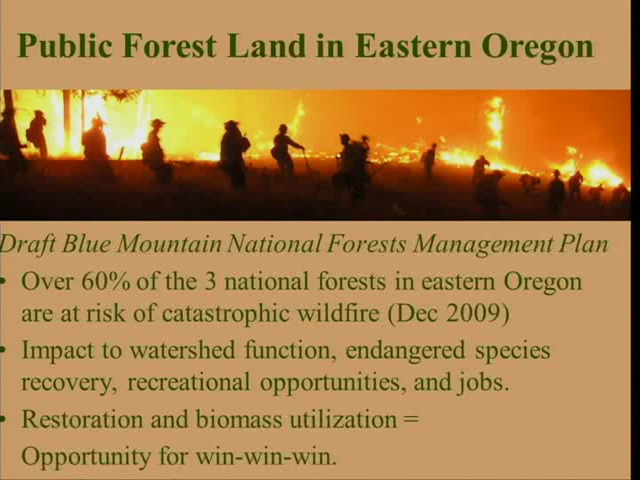 Public Forest Land in Eastern Oregon
Draft Blue Mountain National Forests Management Plan
• Over 60% of the 3 national forests in eastern Oregon
are at risk of catastrophic wildfire (Dec 2009)
• Impact to watershed function, endangered species
recovery, recreational opportunities, and jobs.
• Restoration and biomass utilization =
Opportunity for win-win-win.